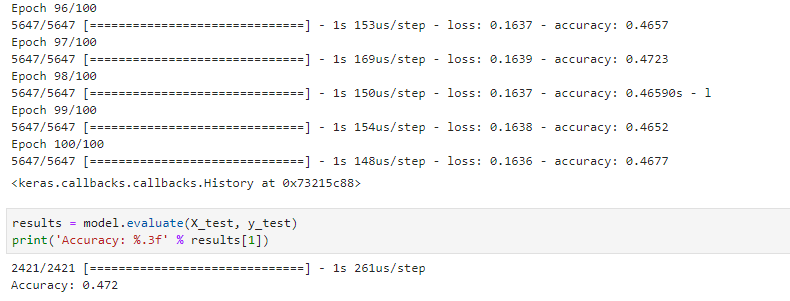 Epoch 96/100
5647/5647 [==============================] - 1s 153us/step - loss: 0.1637 - accuracy: 0.4657
Epoch 97/100
5647/5647 [==============================] - 1s 169us/step - loss: 0.1639 - accuracy: 0.4723
Epoch 98/100
5647/5647 [==============================] - 1s 150us/step - loss: 0.1637 - accuracy: 0.46590s - l
Epoch 99/100
5647/5647 [==============================] - 1s 154us/step - loss: 0.1638 - accuracy: 0.4652
Epoch 100/100
5647/5647 [==============================] - 1s 148us/step - loss: 0.1636 - accuracy: 0.4677
<keras.callbacks.callbacks.History at 0x73215c88>
results = model.evaluate(X_test, y_test)
print('Accuracy: %.3f' % results[1])
2421/2421 [==============================] - 1s 261us/step
Accuracy: 0.472